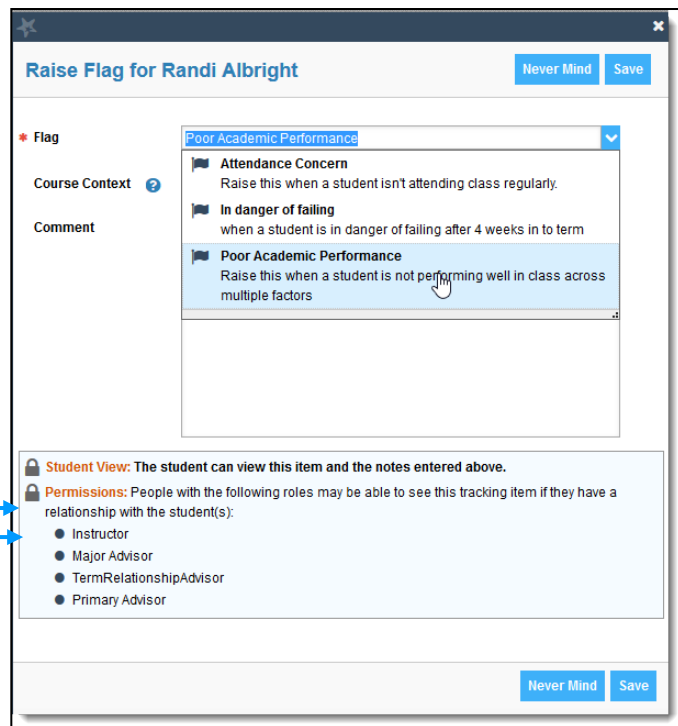 Raise Flag for Randi Albright
Never Mind
Save
* Flag
Poor Academic Performance
Attendance Concern
Raise this when a student isn't attending class regularly.
Course Context ?
In danger of failing
when a student is in danger of failing after 4 weeks in to term
Comment
Poor Academic Performance
Raise this when a student is not performing well in class across
multiple factors
Student View: The student can view this item and the notes entered above.
Permissions: People with the following roles may be able to see this tracking item if they have a
relationship with the student(s):
Instructor
Major Advisor
TermRelationshipAdvisor
Primary Advisor
Never Mind
Save